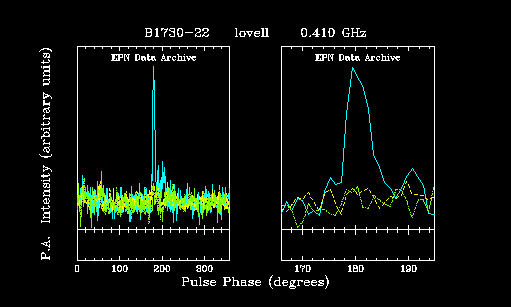 B1730-22 lovell 0.410 GHz
EPN Data Archive EPN Data Archive
P.A. Intensity (arbitrary units)
0 100 200 300 170 180 190
Pulse Phase (degrees)